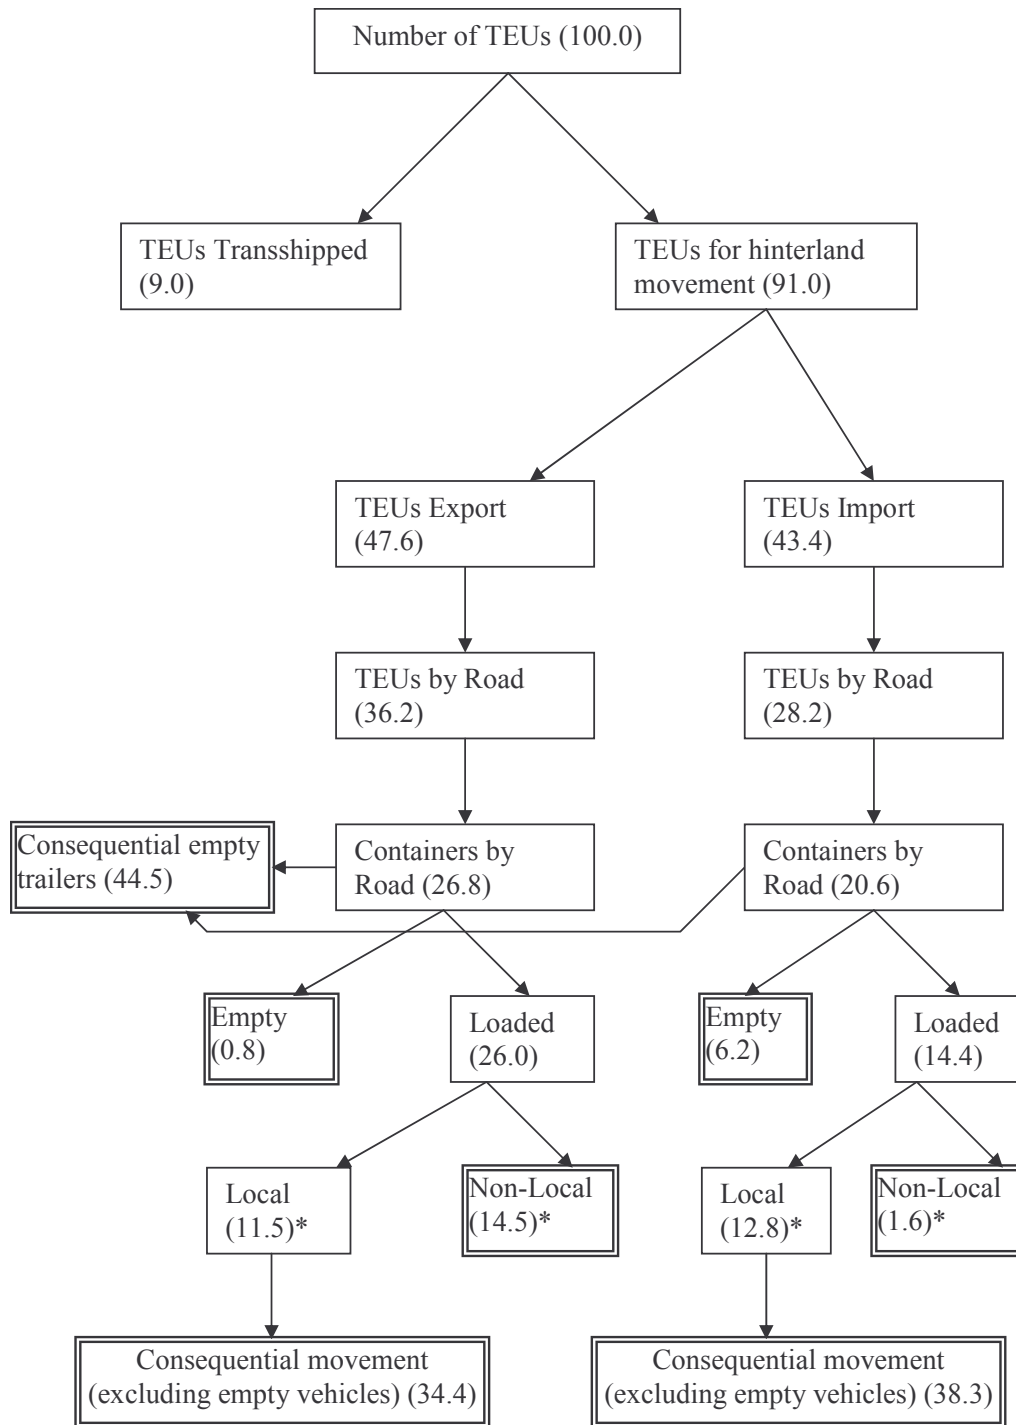 Number of TEUs (100.0)
TEUs Transshipped
(9.0)
TEUs for hinterland
movement (91.0)
TEUs Export
(47.6)
TEUs Import
(43.4)
TEUs by Road
(36.2)
TEUs by Road
(28.2)
Consequential empty
trailers (44.5)
Containers by
Road (26.8)
Containers by
Road (20.6)
Empty
(0.8)
Loaded
(26.0)
Empty
(6.2)
Loaded
(14.4)
Local
(11.5)*
Non-Local
(14.5)*
Local
(12.8)*
Non-Local
(1.6)*
Consequential movement
(excluding empty vehicles) (34.4)
Consequential movement
(excluding empty vehicles) (38.3)